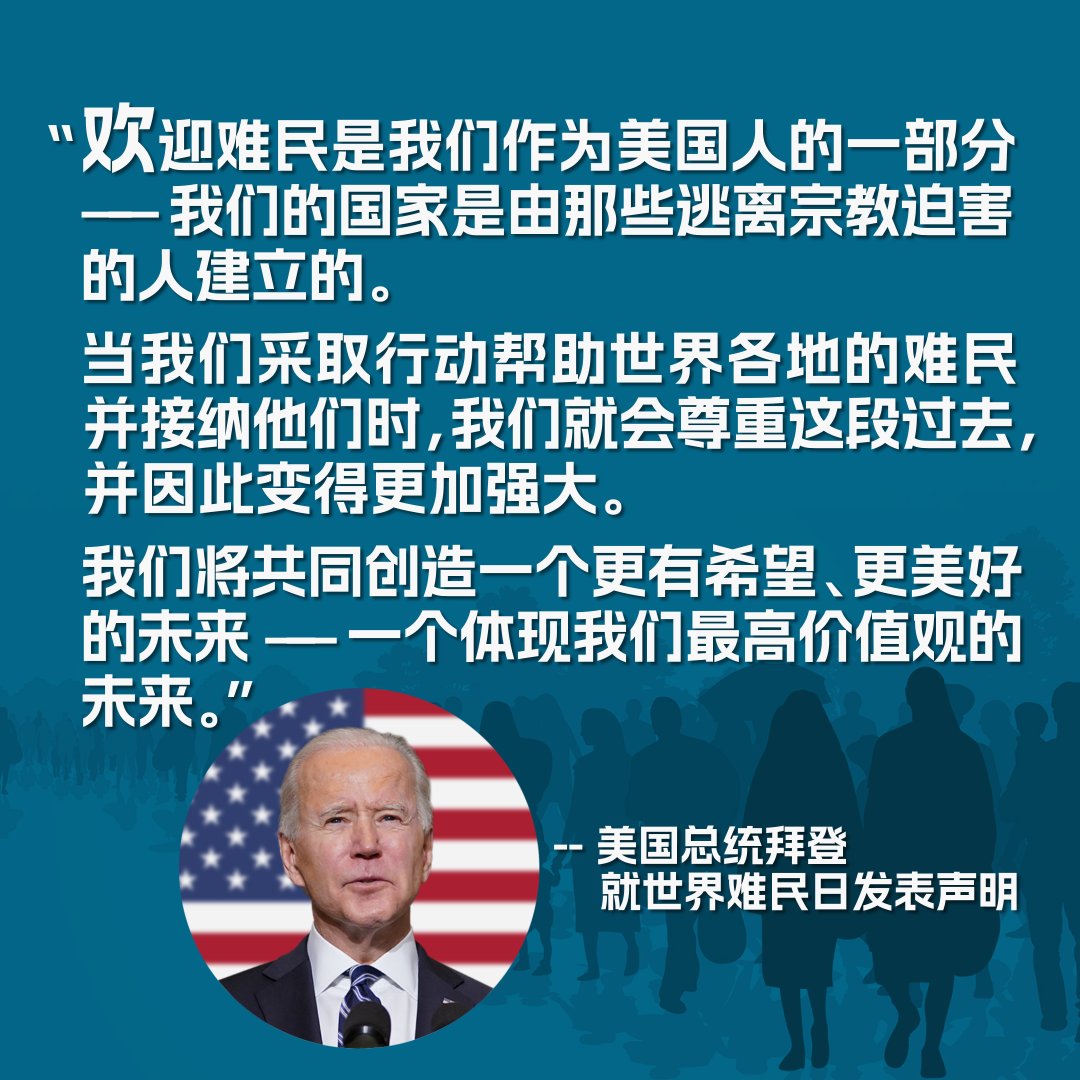 “欢迎难民是我们作为美国人的一部分
—— 我们的国家是由那些逃离宗教迫害
的人建立的。
当我们采取行动帮助世界各地的难民
并接纳他们时，我们就会尊重这段过去，
并因此变得更加强大。
我们将共同创造一个更有希望、更美好
的未来 —— 一个体现我们最高价值观的
未来。”
-- 美国总统拜登
就世界难民日发表声明